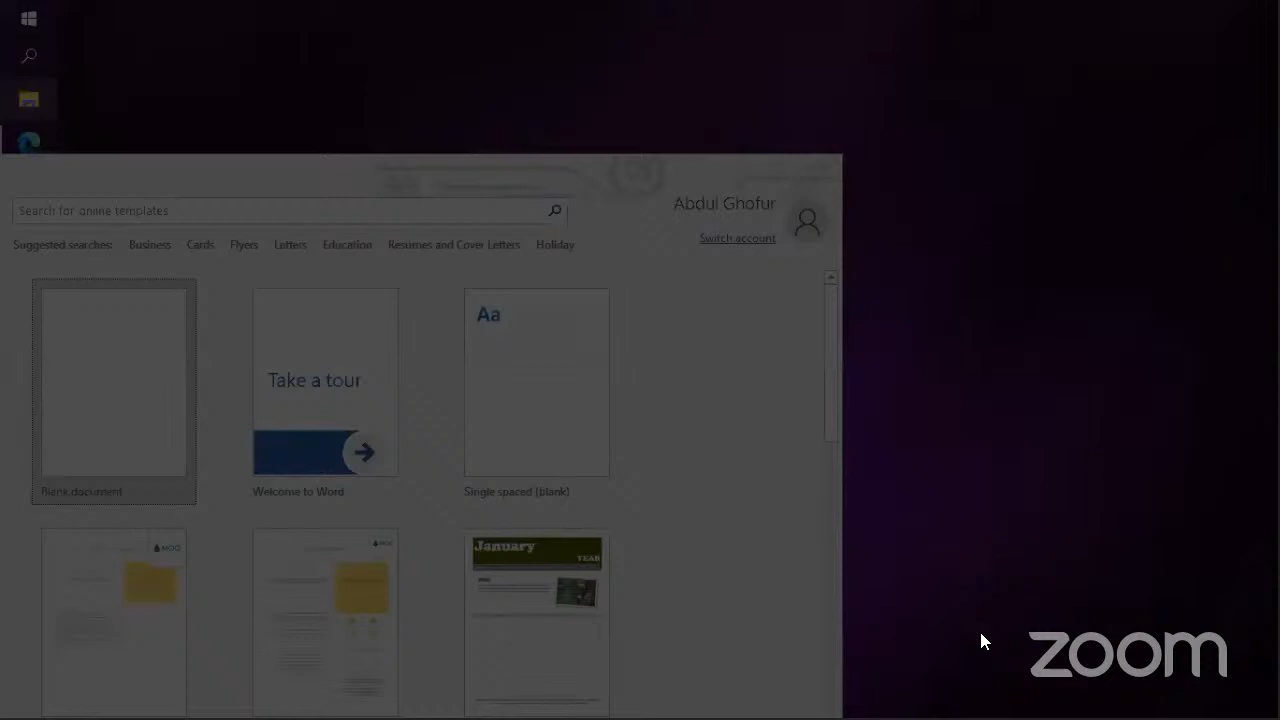 Search for online templates
Abdul Ghofur
Switch account
Suggested searches: Business Cards Flyers Letters Education Resumes and Cover Letters Holiday
Aa
Take a tour
Blank document
Welcome to Word
Single spaced (blank)
January
YEAR
zoom